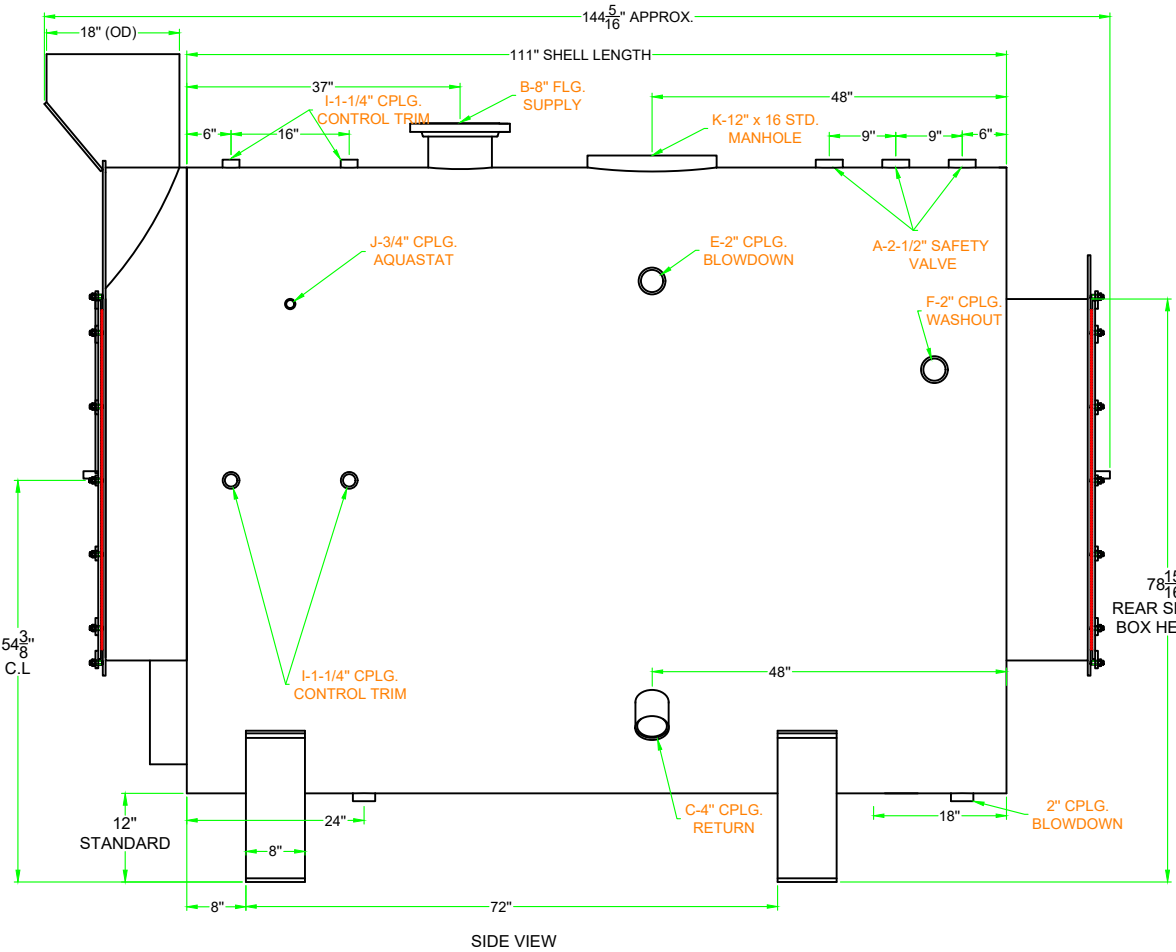 144 5/16" APPROX.
18" (OD)
111" SHELL LENGTH
37"
B-8" FLG.
SUPPLY
48"
I-1-1/4" CPLG.
CONTROL TRIM
K-12" x 16 STD.
MANHOLE
6"
16"
9"
9"
6"
J-3/4" CPLG.
AQUASTAT
E-2" CPLG.
BLOWDOWN
A-2-1/2" SAFETY
VALVE
F-2" CPLG.
WASHOUT
78 15
REAR
BOX
54 3/8"
C.L
I-1-1/4" CPLG.
CONTROL TRIM
48"
12"
STANDARD
24"
C-4" CPLG.
RETURN
18"
2" CPLG.
BLOWDOWN
8"
8"
72"
SIDE VIEW